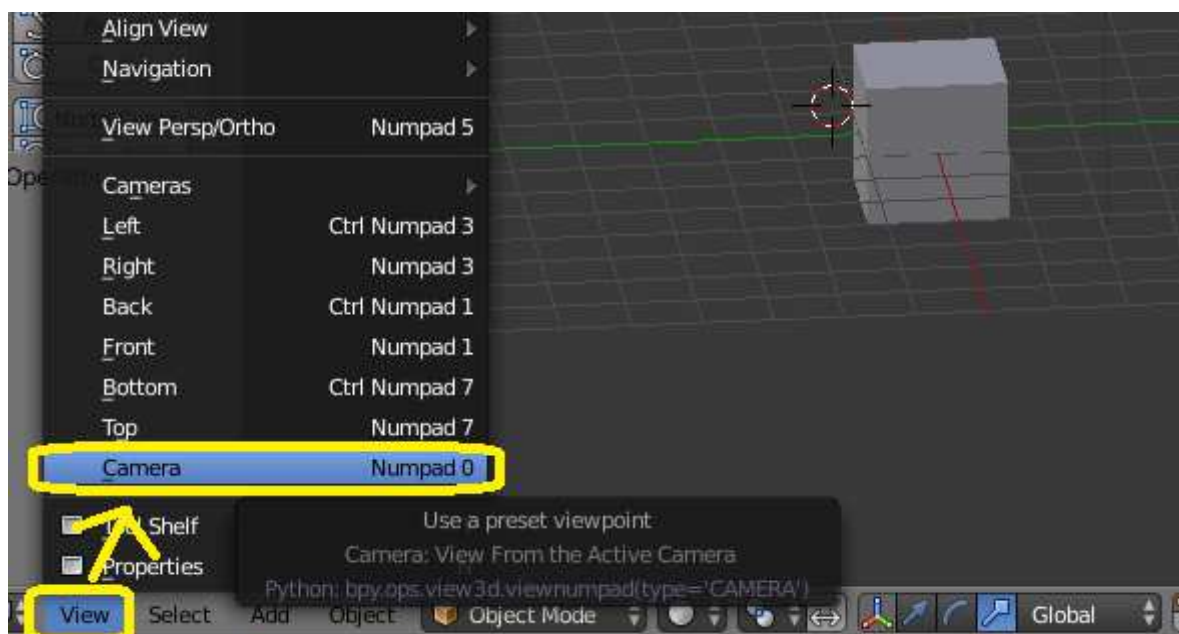 Align View
Navigation
View Persp/Ortho Numpad 5
Cameras
Left Ctrl Numpad 3
Right Numpad 3
Back Ctrl Numpad 1
Front Numpad 1
Bottom Ctrl Numpad 7
Top Numpad 7
Camera Numpad 0
Shelf
Properties
Use a preset viewpoint
Camera: View From the Active Camera
Python: bpy.ops.view3d.viewnumpad(type='CAMERA')
View Select Add Object Object Mode Global